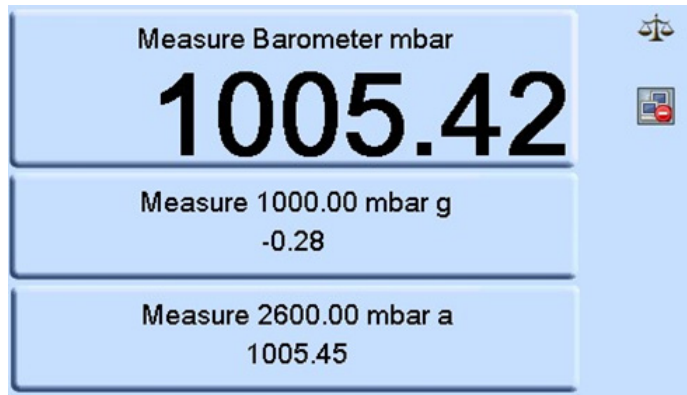 Measure Barometer mbar
1005.42
Measure 1000.00 mbar g
-0.28
Measure 2600.00 mbar a
1005.45